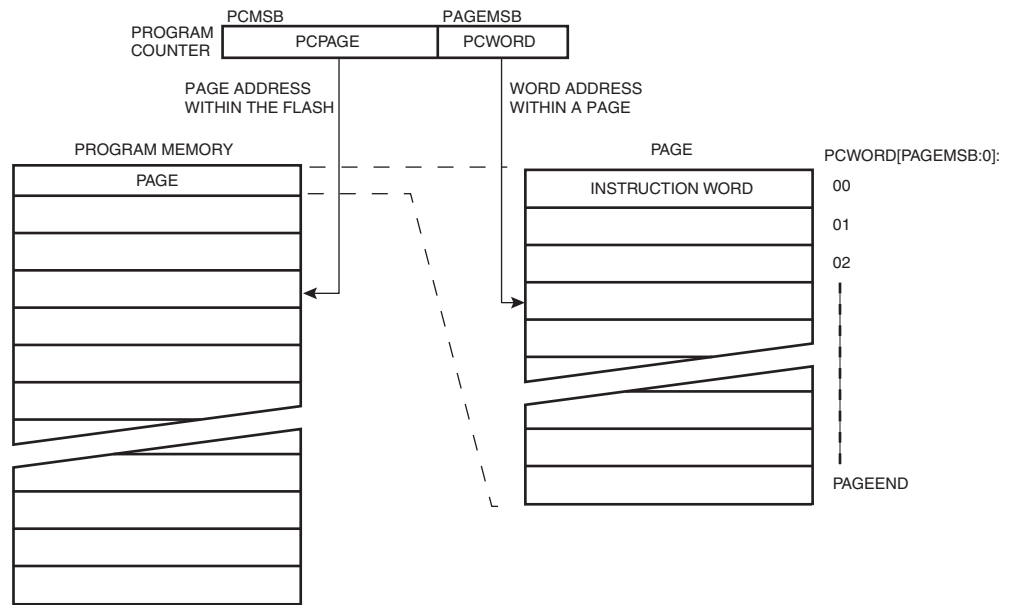 PCMSB
PAGEMSB
PROGRAM
COUNTER
PCPAGE
PCWORD
PAGE ADDRESS
WITHIN THE FLASH
WORD ADDRESS
WITHIN A PAGE
PROGRAM MEMORY
PAGE
PAGE
INSTRUCTION WORD
PCWORD[PAGEMSB:0]:
00
01
02
PAGEEND